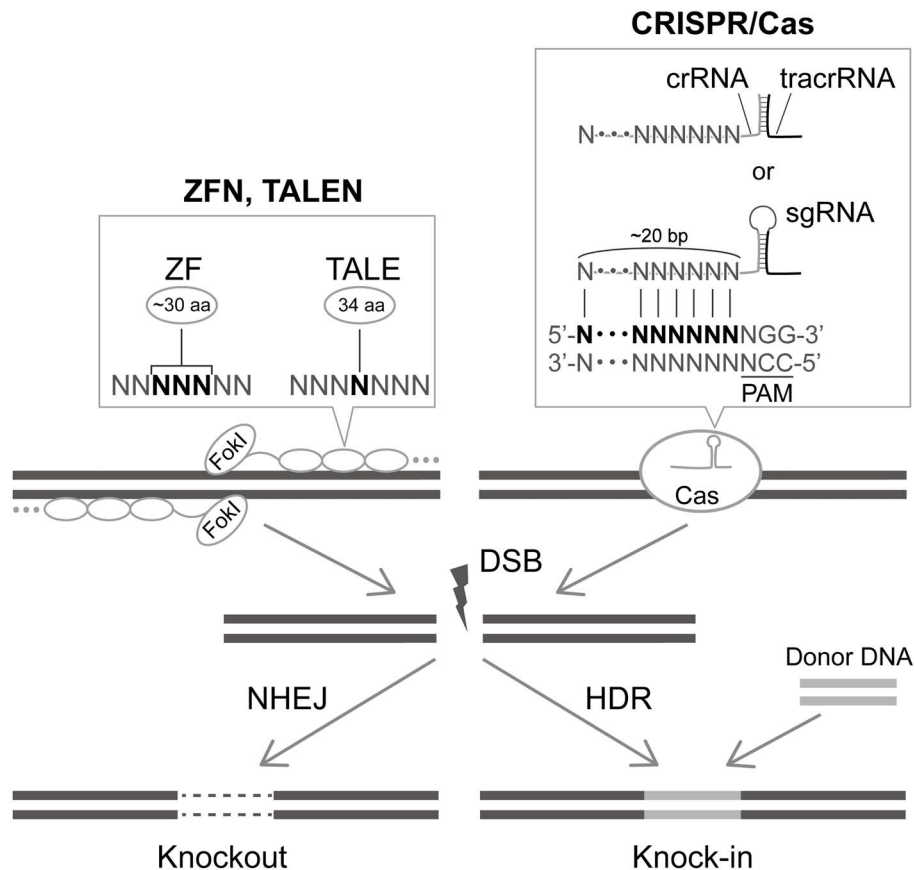 CRISPR/Cas
crRNA tracrRNA
N•••NNNNNN
or
sgRNA
~20 bp
N•••NNNNNN
5’-N•••NNNNNNNGG-3’
3’-N•••NNNNNNNCC-5’
PAM
Cas
ZFN, TALEN
ZF TALE
~30 aa 34 aa
NNNNNNN NNNNNNN
FokI
FokI
DSB
NHEJ HDR
Donor DNA
Knockout Knock-in